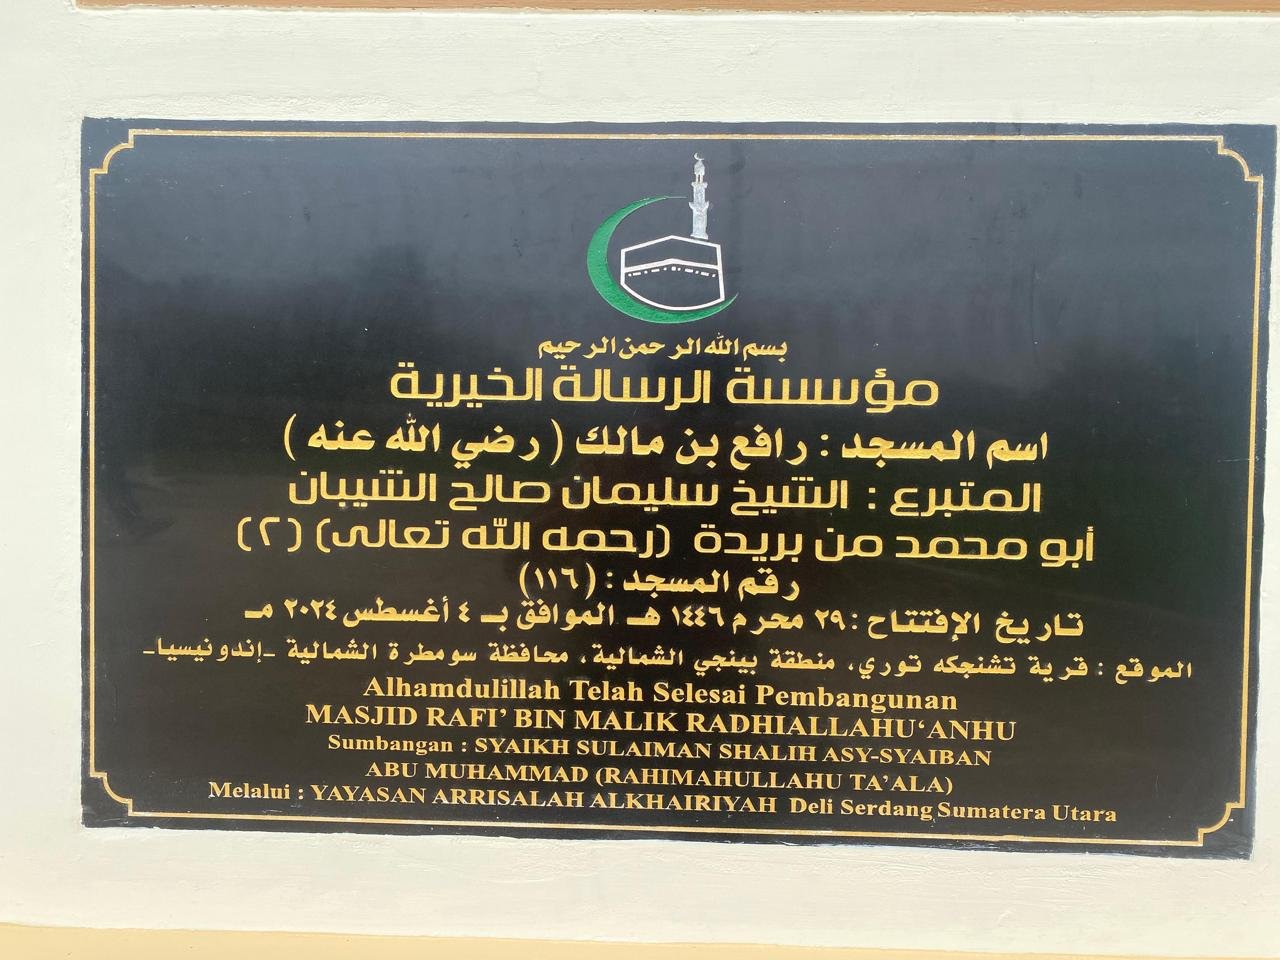 بسم الله الرحمن الرحيم
مؤسسة الرسالة الخيرية
اسم المسجد : رافع بن مالك ( رضي الله عنه )
المتبرع : الشيخ سليمان صالح الشيبان
أبو محمد من بريدة (رحمه الله تعالى) (٢)
رقم المسجد : (١١٦)
تاريخ الإفتتاح : ٢٩ محرم ١٤٤٦ هـ الموافق بـ ٤ أغسطس ٢٠٢٤ مـ
الموقع : قرية تشنجكه توري، منطقة بينجي الشمالية، محافظة سومطرة الشمالية -إندونيسيا-
Alhamdulillah Telah Selesai Pembangunan
MASJID RAFI’ BIN MALIK RADHIALLAHU‘ANHU
Sumbangan : SYAIKH SULAIMAN SHALIH ASY-SYAIBAN
ABU MUHAMMAD (RAHIMAHULLAHU TA’ALA)
Melalui : YAYASAN ARRISALAH ALKHAIRIYAH Deli Serdang Sumatera Utara